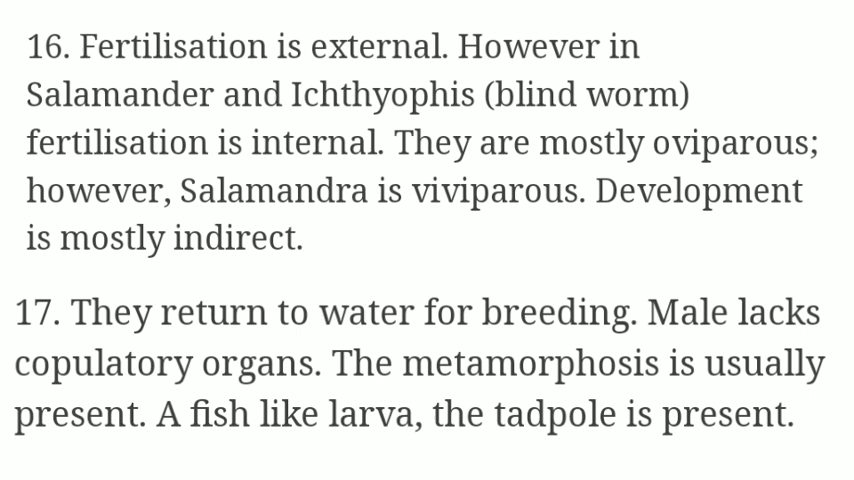 16. Fertilisation is external. However in
Salamander and Ichthyophis (blind worm)
fertilisation is internal. They are mostly oviparous;
however, Salamandra is viviparous. Development
is mostly indirect.
17. They return to water for breeding. Male lacks
copulatory organs. The metamorphosis is usually
present. A fish like larva, the tadpole is present.